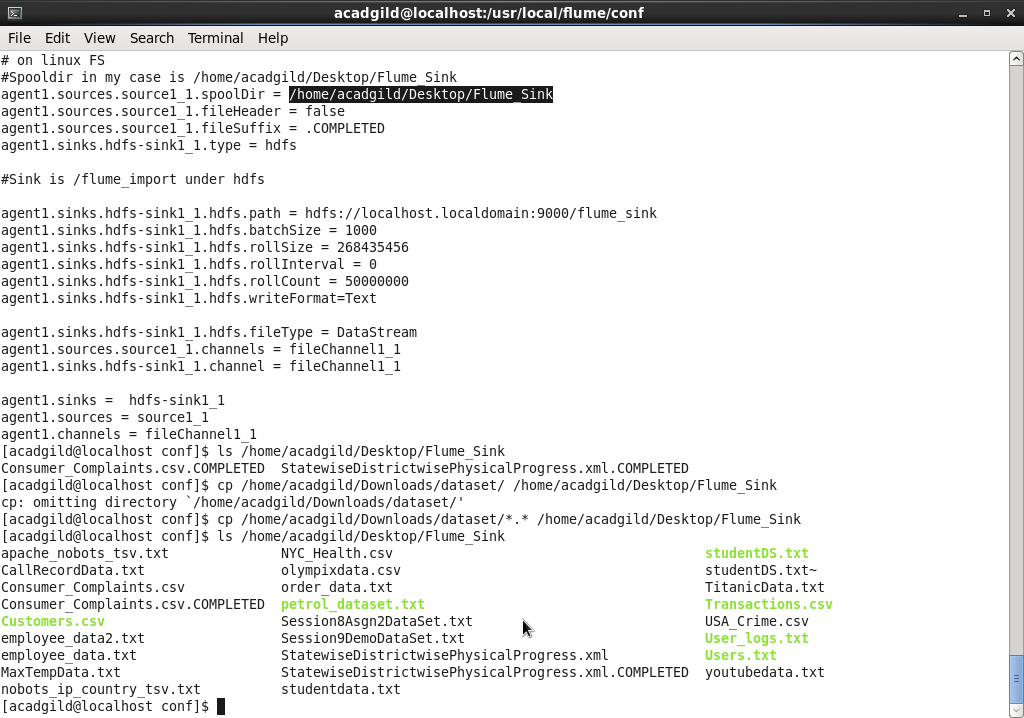 acadgild@localhost:/usr/local/flume/conf
File Edit View Search Terminal Help
# on linux FS
#Spooldir in my case is /home/acadgild/Desktop/Flume_Sink
agent1.sources.source1_1.spoolDir = /home/acadgild/Desktop/Flume_Sink
agent1.sources.source1_1.fileHeader = false
agent1.sources.source1_1.fileSuffix = .COMPLETED
agent1.sinks.hdfs-sink1_1.type = hdfs
#Sink is /flume_import under hdfs
agent1.sinks.hdfs-sink1_1.hdfs.path = hdfs://localhost.localdomain:9000/flume_sink
agent1.sinks.hdfs-sink1_1.hdfs.batchSize = 1000
agent1.sinks.hdfs-sink1_1.hdfs.rollSize = 268435456
agent1.sinks.hdfs-sink1_1.hdfs.rollInterval = 0
agent1.sinks.hdfs-sink1_1.hdfs.rollCount = 50000000
agent1.sinks.hdfs-sink1_1.hdfs.writeFormat=Text
agent1.sinks.hdfs-sink1_1.hdfs.fileType = DataStream
agent1.sources.source1_1.channels = fileChannel1_1
agent1.sinks.hdfs-sink1_1.channel = fileChannel1_1
agent1.sinks =  hdfs-sink1_1
agent1.sources = source1_1
agent1.channels = fileChannel1_1
[acadgild@localhost conf]$ ls /home/acadgild/Desktop/Flume_Sink
Consumer_Complaints.csv.COMPLETED  StatewiseDistrictwisePhysicalProgress.xml.COMPLETED
[acadgild@localhost conf]$ cp /home/acadgild/Downloads/dataset/ /home/acadgild/Desktop/Flume_Sink
cp: omitting directory `/home/acadgild/Downloads/dataset/'
[acadgild@localhost conf]$ cp /home/acadgild/Downloads/dataset/*.* /home/acadgild/Desktop/Flume_Sink
[acadgild@localhost conf]$ ls /home/acadgild/Desktop/Flume_Sink
apache_nobots_tsv.txt NYC_Health.csv studentDS.txt
CallRecordData.txt olympixdata.csv studentDS.txt~
Consumer_Complaints.csv order_data.txt TitanicData.txt
Consumer_Complaints.csv.COMPLETED petrol_dataset.txt Transactions.csv
Customers.csv Session8Asgn2DataSet.txt USA_Crime.csv
employee_data2.txt Session9DemoDataSet.txt User_logs.txt
employee_data.txt StatewiseDistrictwisePhysicalProgress.xml Users.txt
MaxTempData.txt StatewiseDistrictwisePhysicalProgress.xml.COMPLETED youtubedata.txt
nobots_ip_country_tsv.txt studentdata.txt
[acadgild@localhost conf]$